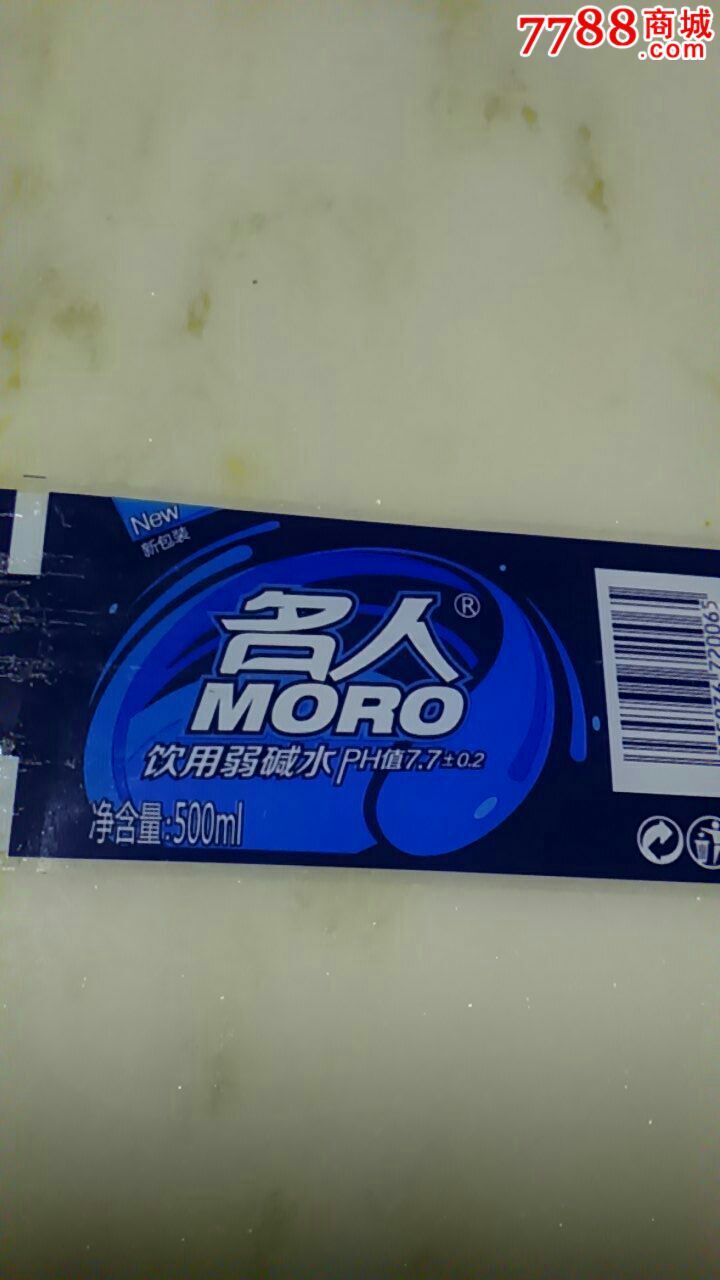 7788商城
.com
New
新包装
名人®
MORO
饮用弱碱水 PH值7.7±0.2
净含量:500ml